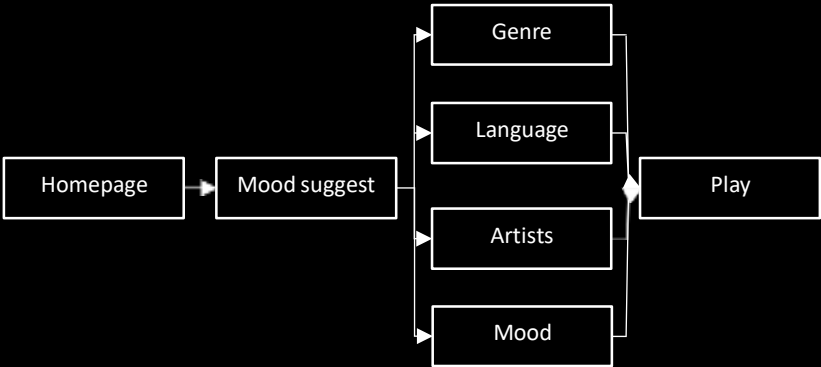 Homepage
Mood suggest
Genre
Language
Artists
Mood
Play